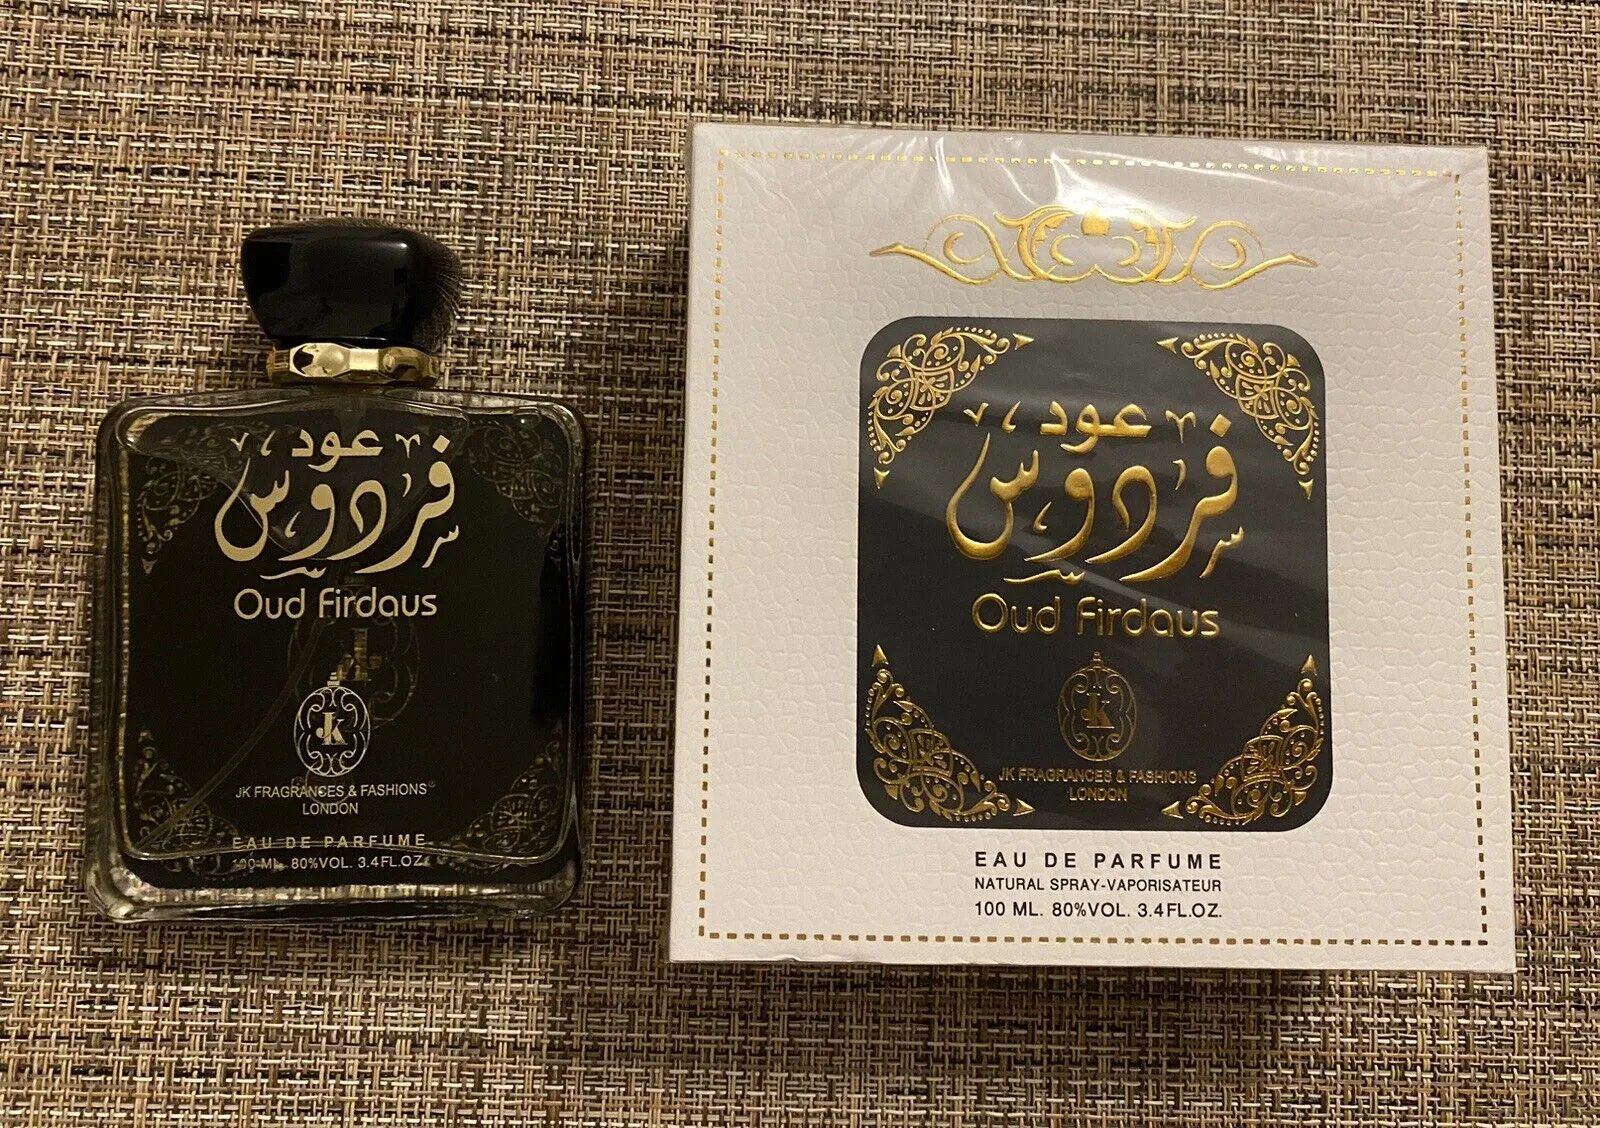 عود
فردوس
Oud Firdaus
JK
JK FRAGRANCES & FASHIONS®
LONDON
EAU DE PARFUME
100 ML. 80%VOL. 3.4FL.OZ.
عود
فردوس
Oud Firdaus
JK
JK FRAGRANCES & FASHIONS
LONDON
EAU DE PARFUME
NATURAL SPRAY-VAPORISATEUR
100 ML. 80%VOL. 3.4FL.OZ.